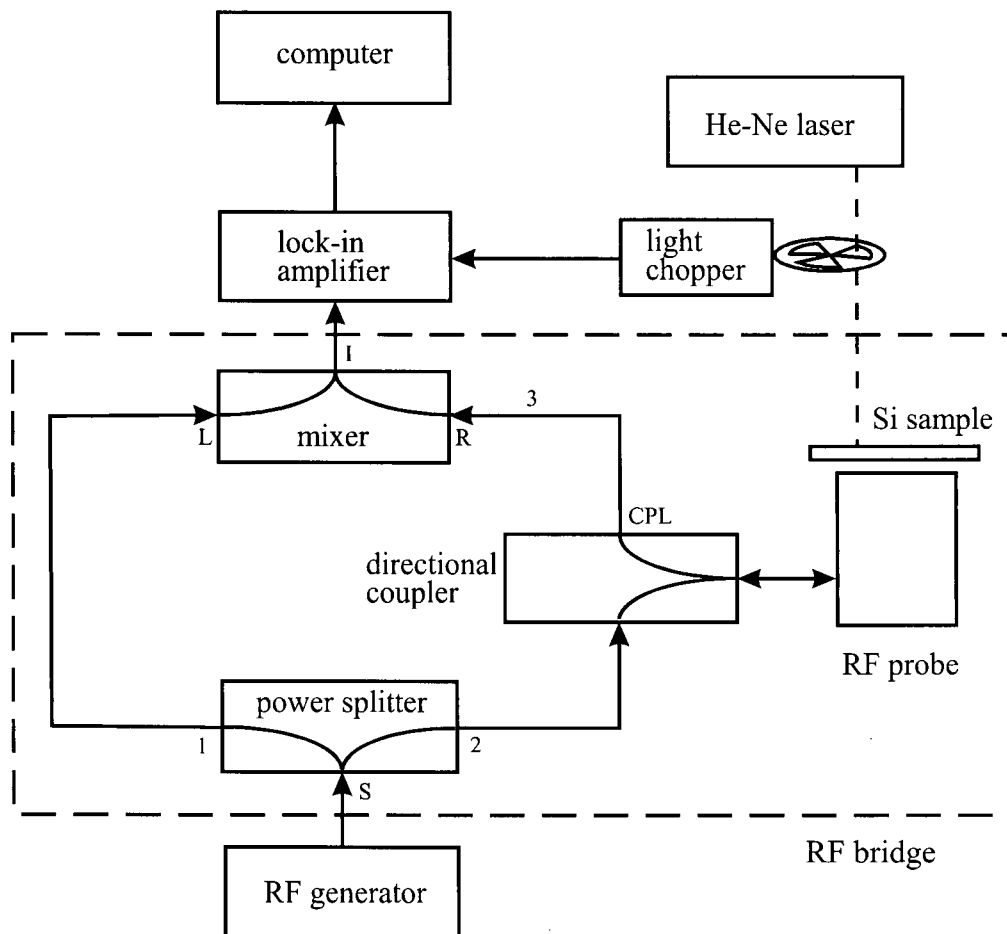 computer
He-Ne laser
lock-in
amplifier
light
chopper
I
L
mixer
R
3
Si sample
CPL
directional
coupler
RF probe
power splitter
1
2
S
RF bridge
RF generator